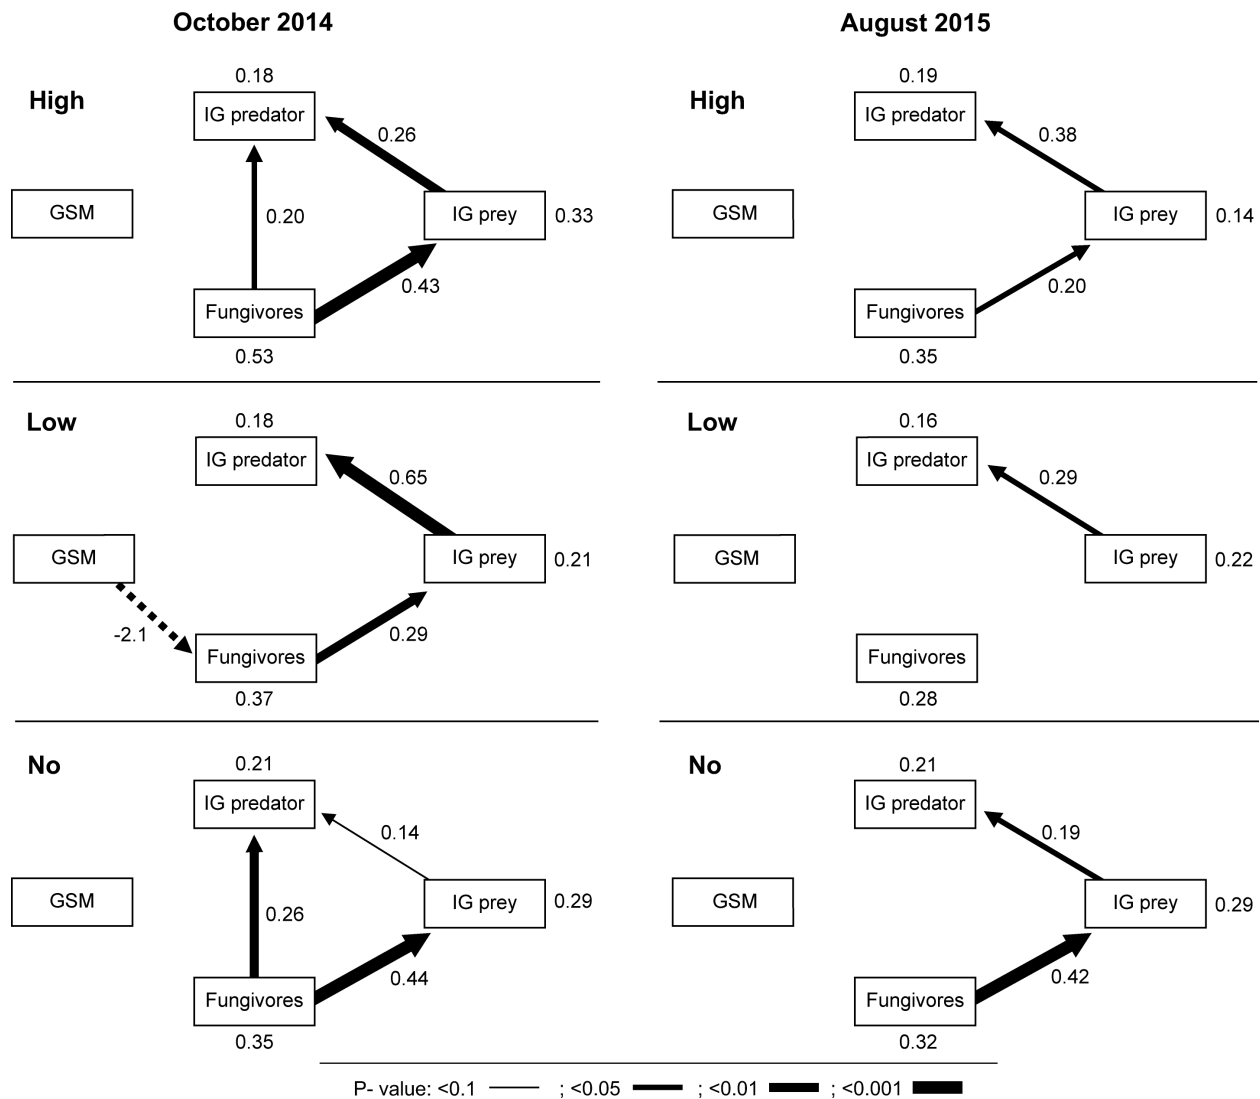 October 2014
August 2015
High
0.18
IG predator
0.26
GSM
0.20
IG prey
0.33
0.43
Fungivores
0.53
High
0.19
IG predator
0.38
GSM
IG prey
0.14
0.20
Fungivores
0.35
Low
0.18
IG predator
0.65
GSM
IG prey
0.21
-2.1
0.29
Fungivores
0.37
Low
0.16
IG predator
0.29
GSM
IG prey
0.22
Fungivores
0.28
No
0.21
IG predator
0.14
GSM
IG prey
0.29
0.26
0.44
Fungivores
0.35
No
0.21
IG predator
0.19
GSM
IG prey
0.29
0.42
Fungivores
0.32
P- value: <0.1 ; <0.05 ; <0.01 ; <0.001